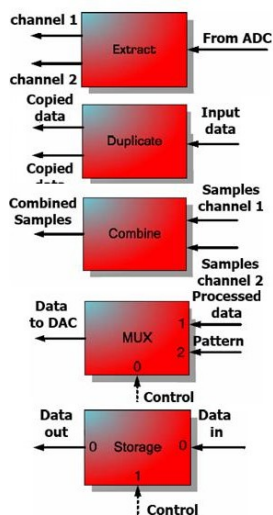 channel 1
Extract
From ADC
channel 2
Copied
data
Duplicate
Input
data
Copied
Combined
Samples
Combine
Samples
channel 1
Samples
channel 2
Data
to DAC
MUX
1
Processed
data
2
Pattern
0
Control
Data
out
0
Storage
0
Data
in
1
Control